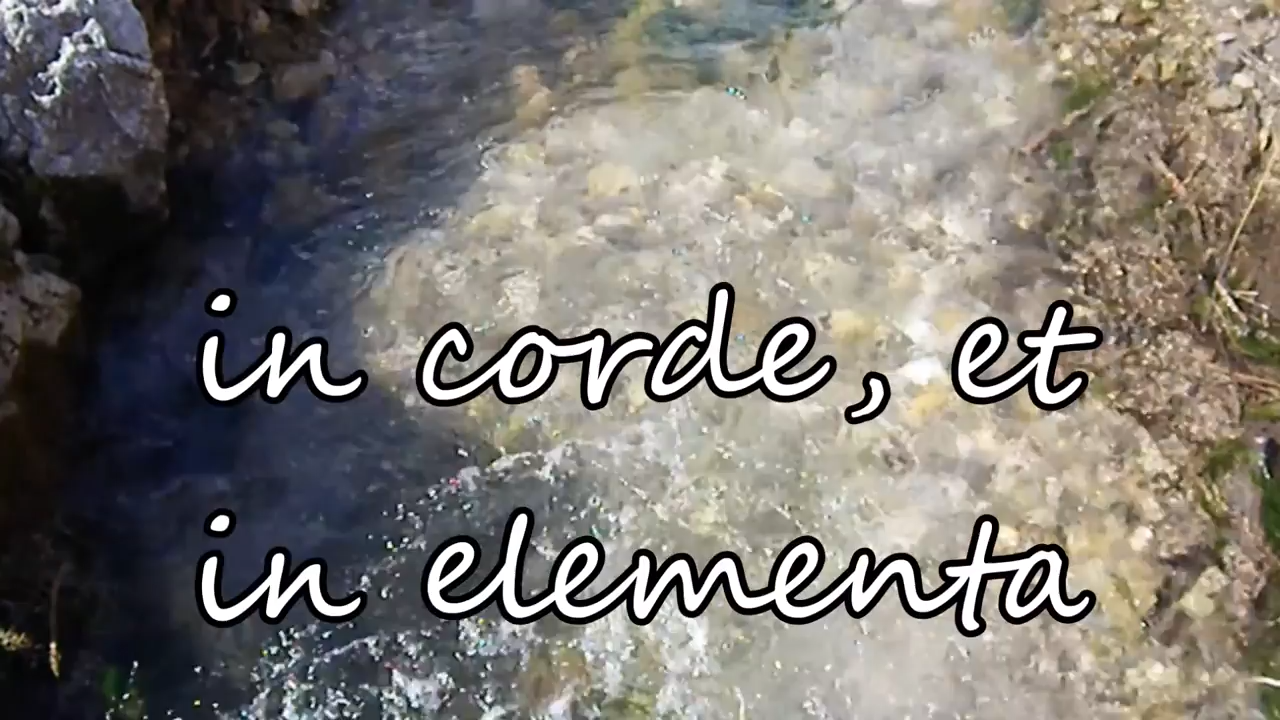 in corde, et
in elementa